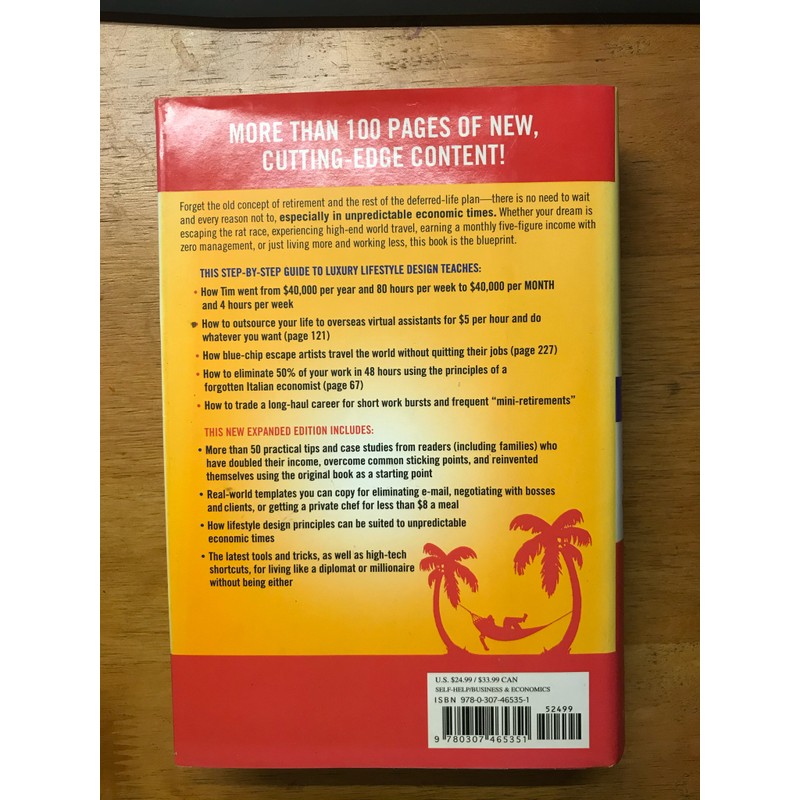 MORE THAN 100 PAGES OF NEW,
CUTTING-EDGE CONTENT!
Forget the old concept of retirement and the rest of the deferred-life plan—there is no need to wait
and every reason not to, especially in unpredictable economic times. Whether your dream is
escaping the rat race, experiencing high-end world travel, earning a monthly five-figure income with
zero management, or just living more and working less, this book is the blueprint.
THIS STEP-BY-STEP GUIDE TO LUXURY LIFESTYLE DESIGN TEACHES:
• How Tim went from $40,000 per year and 80 hours per week to $40,000 per MONTH
and 4 hours per week
• How to outsource your life to overseas virtual assistants for $5 per hour and do
whatever you want (page 121)
• How blue-chip escape artists travel the world without quitting their jobs (page 227)
• How to eliminate 50% of your work in 48 hours using the principles of a
forgotten Italian economist (page 67)
• How to trade a long-haul career for short work bursts and frequent “mini-retirements”
THIS NEW EXPANDED EDITION INCLUDES:
• More than 50 practical tips and case studies from readers (including families) who
have doubled their income, overcome common sticking points, and reinvented
themselves using the original book as a starting point
• Real-world templates you can copy for eliminating e-mail, negotiating with bosses
and clients, or getting a private chef for less than $8 a meal
• How lifestyle design principles can be suited to unpredictable
economic times
• The latest tools and tricks, as well as high-tech
shortcuts, for living like a diplomat or millionaire
without being either
U.S. $24.99 / $33.99 CAN
SELF-HELP/BUSINESS & ECONOMICS
ISBN 978-0-307-46535-1
52499
9 780307 465351